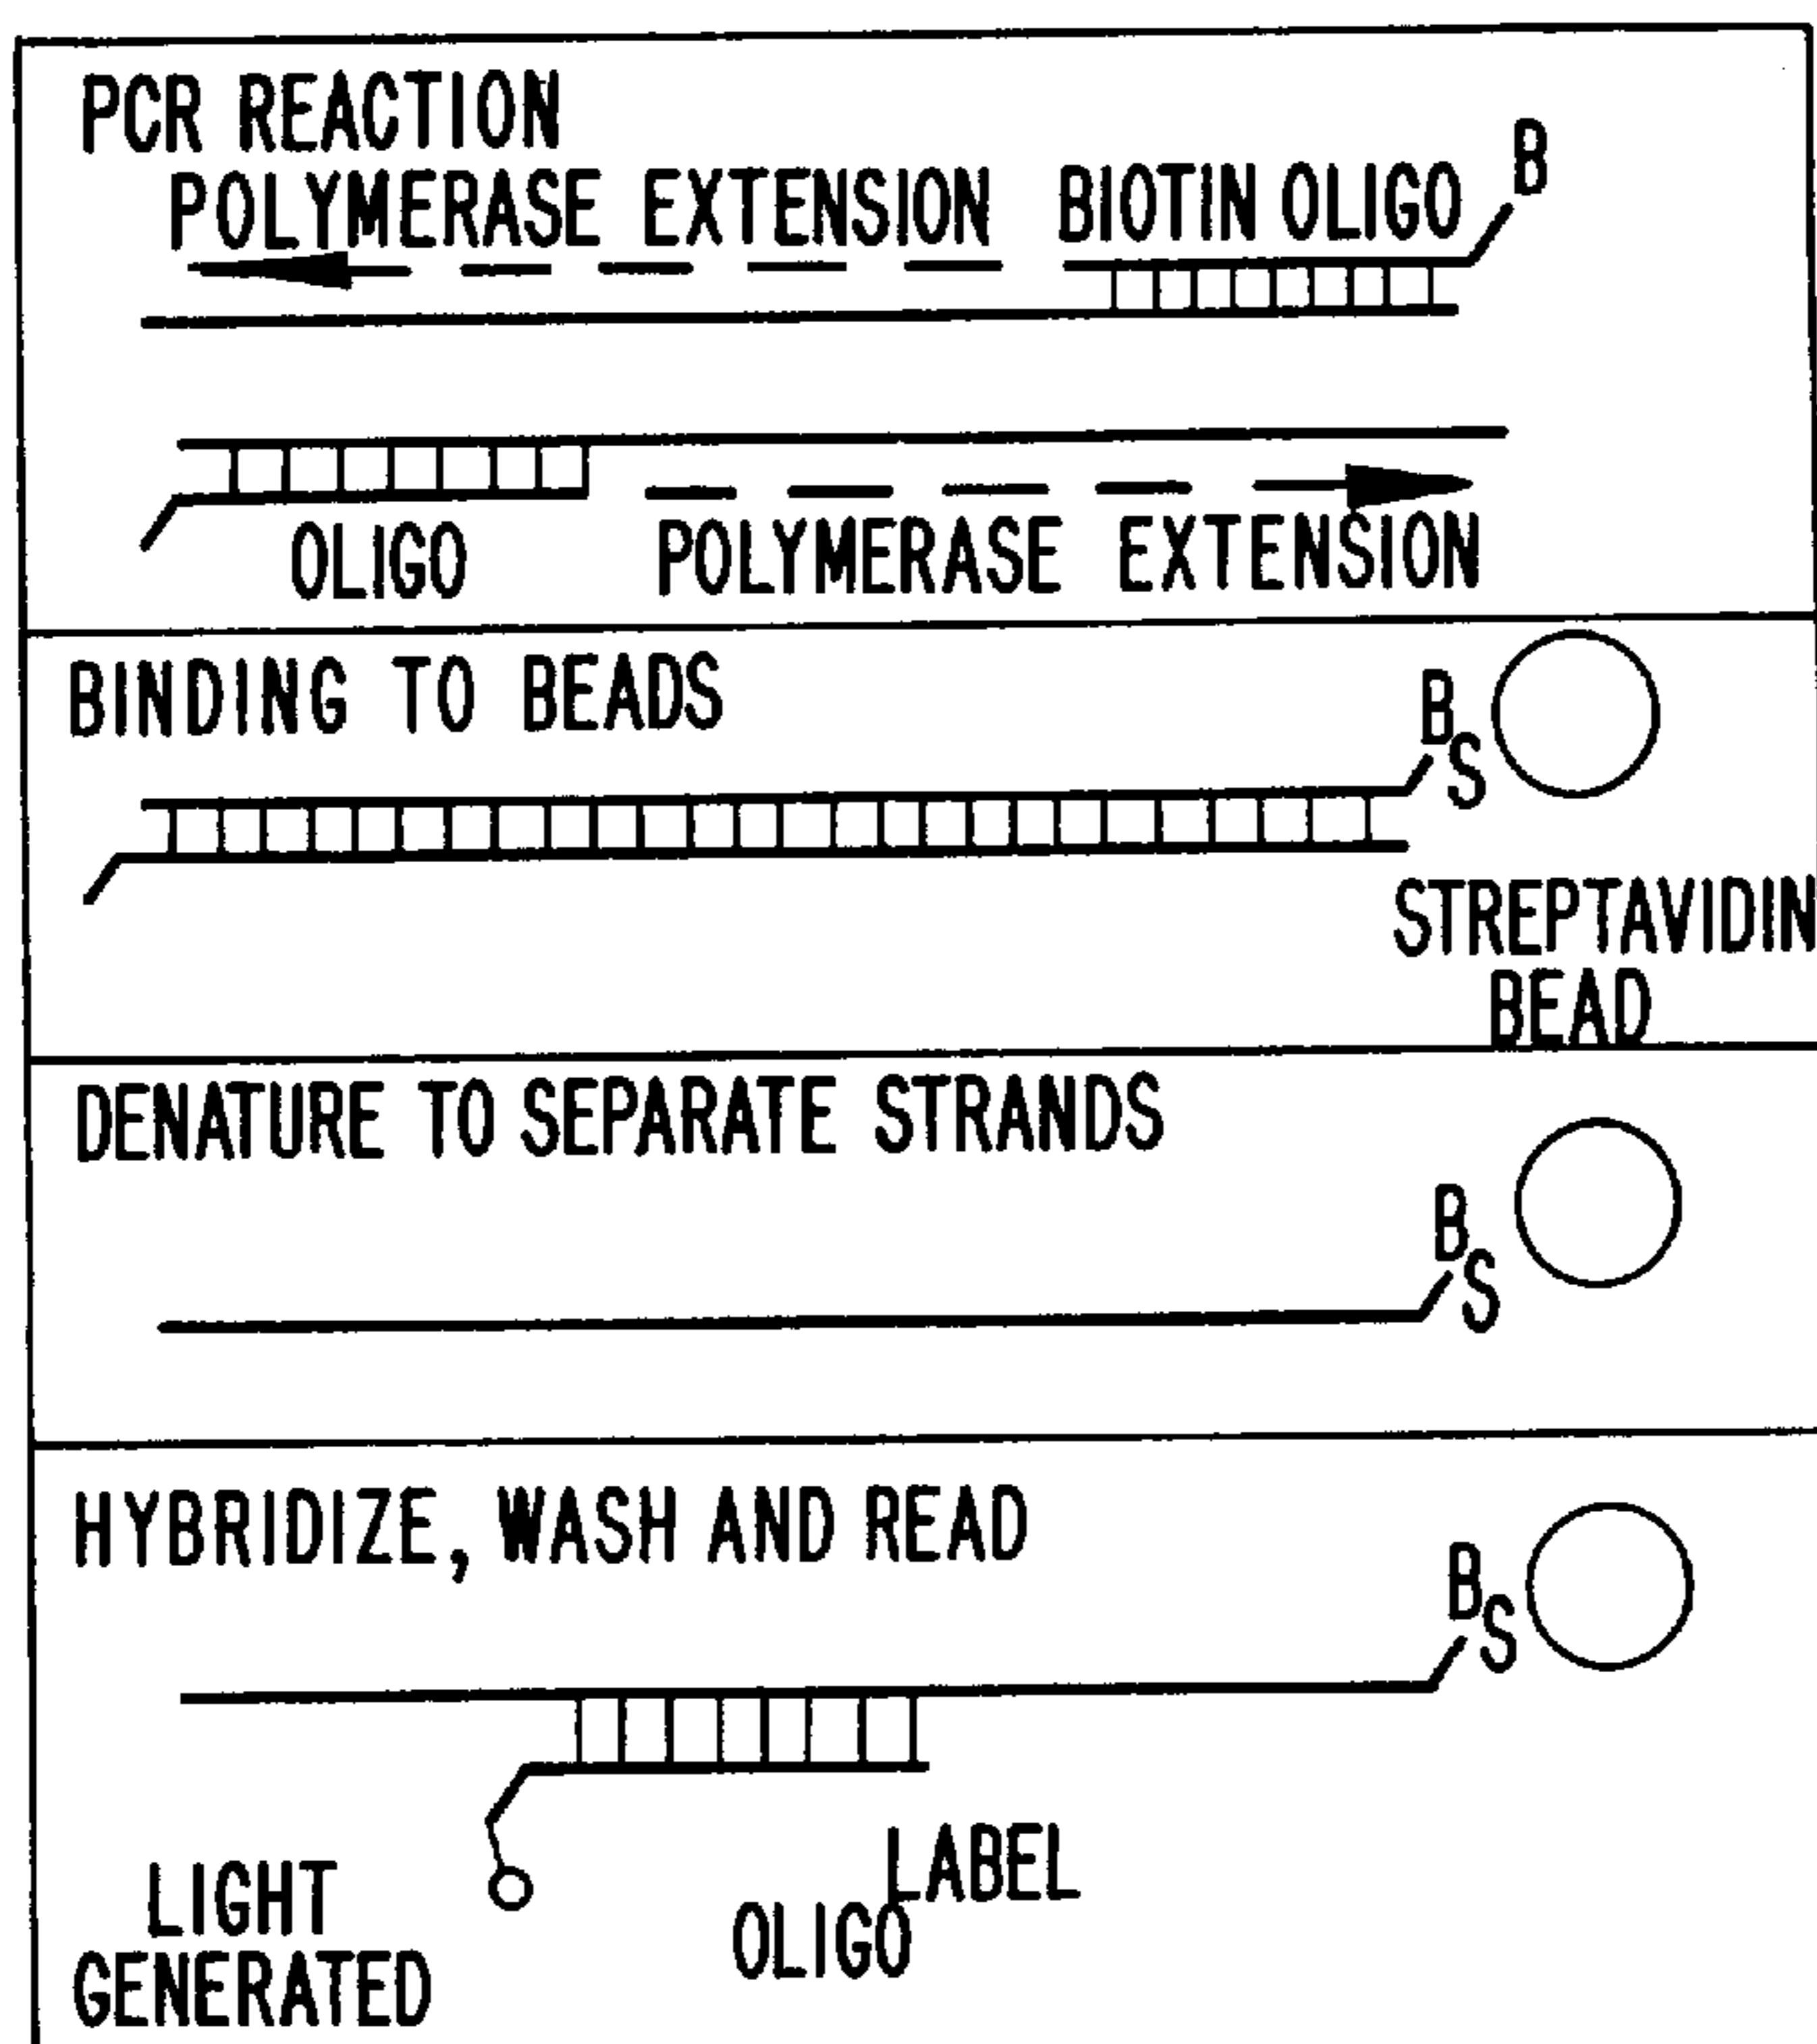 PCR REACTION
POLYMERASE EXTENSION BIOTIN OLIGO B
OLIGO POLYMERASE EXTENSION
BINDING TO BEADS
B
S
STREPTAVIDIN
BEAD
DENATURE TO SEPARATE STRANDS
B
S
HYBRIDIZE, WASH AND READ
B
S
LIGHT
GENERATED
LABEL
OLIGO